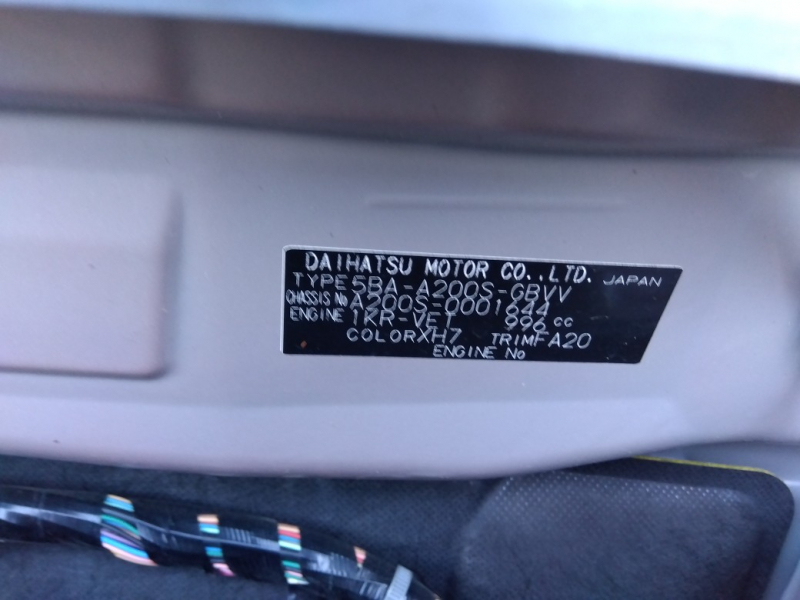 DAIHATSU MOTOR CO.,LTD. JAPAN
TYPE 5BA-A200S-GBVV
CHASSIS No A200S-0001644
ENGINE 1KR-VET 996 cc
COLOR XH7 TRIM FA20
ENGINE No